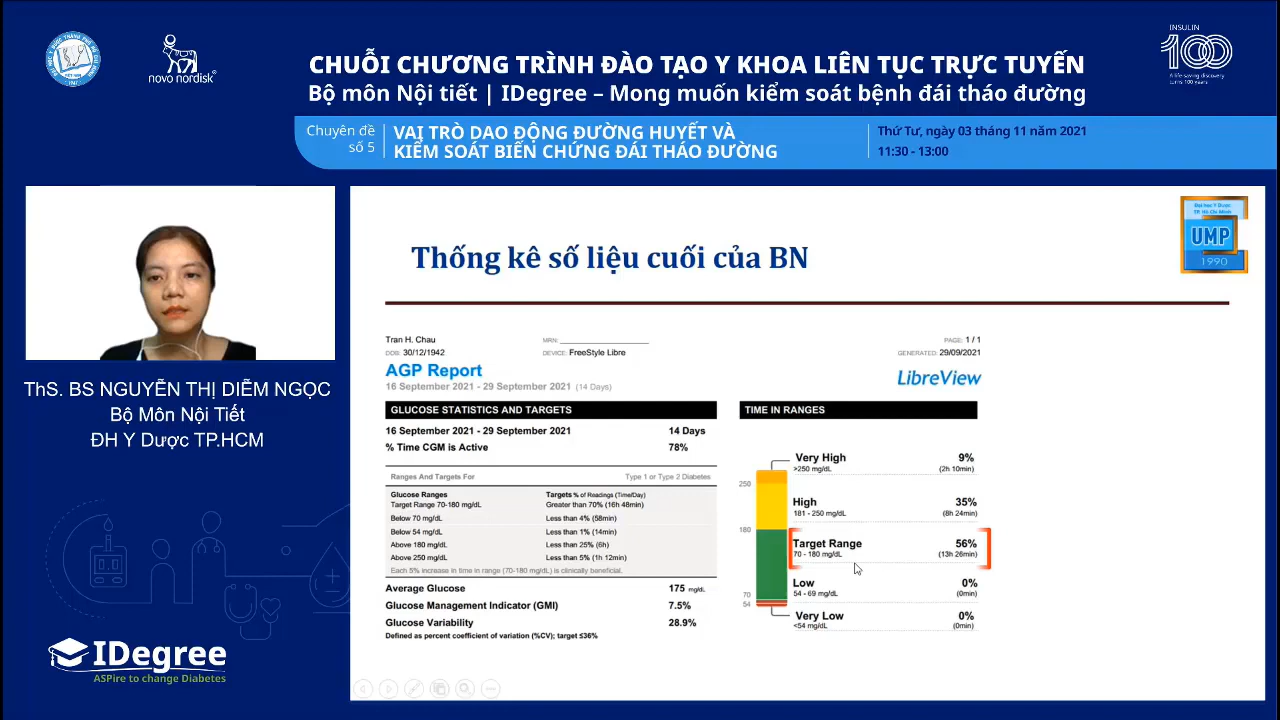 novo nordisk
INSULIN
100
A life-saving discovery
turns 100 years
CHUỖI CHƯƠNG TRÌNH ĐÀO TẠO Y KHOA LIÊN TỤC TRỰC TUYẾN
Bộ môn Nội tiết | IDegree – Mong muốn kiểm soát bệnh đái tháo đường
Chuyên đề
số 5
VAI TRÒ DAO ĐỘNG ĐƯỜNG HUYẾT VÀ
KIỂM SOÁT BIẾN CHỨNG ĐÁI THÁO ĐƯỜNG
Thứ Tư, ngày 03 tháng 11 năm 2021
11:30 - 13:00
ThS. BS NGUYỄN THỊ DIỄM NGỌC
Bộ Môn Nội Tiết
ĐH Y Dược TP.HCM
IDegree
ASPire to change Diabetes
Đại học Y Dược
TP. Hồ Chí Minh
UMP
1990
Thống kê số liệu cuối của BN
Tran H. Chau
DOB: 30/12/1942
MRN:
DEVICE: FreeStyle Libre
PAGE: 1 / 1
GENERATED: 29/09/2021
AGP Report
16 September 2021 - 29 September 2021 (14 Days)
LibreView
GLUCOSE STATISTICS AND TARGETS
16 September 2021 - 29 September 2021 14 Days
% Time CGM is Active 78%
Ranges And Targets For Type 1 or Type 2 Diabetes
Glucose Ranges Targets % of Readings (Time/Day)
Target Range 70-180 mg/dL Greater than 70% (16h 48min)
Below 70 mg/dL Less than 4% (58min)
Below 54 mg/dL Less than 1% (14min)
Above 180 mg/dL Less than 25% (6h)
Above 250 mg/dL Less than 5% (1h 12min)
Each 5% increase in time in range (70-180 mg/dL) is clinically beneficial.
Average Glucose 175 mg/dL
Glucose Management Indicator (GMI) 7.5%
Glucose Variability 28.9%
Defined as percent coefficient of variation (%CV); target ≤36%
TIME IN RANGES
250
180
70
54
Very High 9%
>250 mg/dL (2h 10min)
High 35%
181 - 250 mg/dL (8h 24min)
Target Range 56%
70 - 180 mg/dL (13h 26min)
Low 0%
54 - 69 mg/dL (0min)
Very Low 0%
<54 mg/dL (0min)